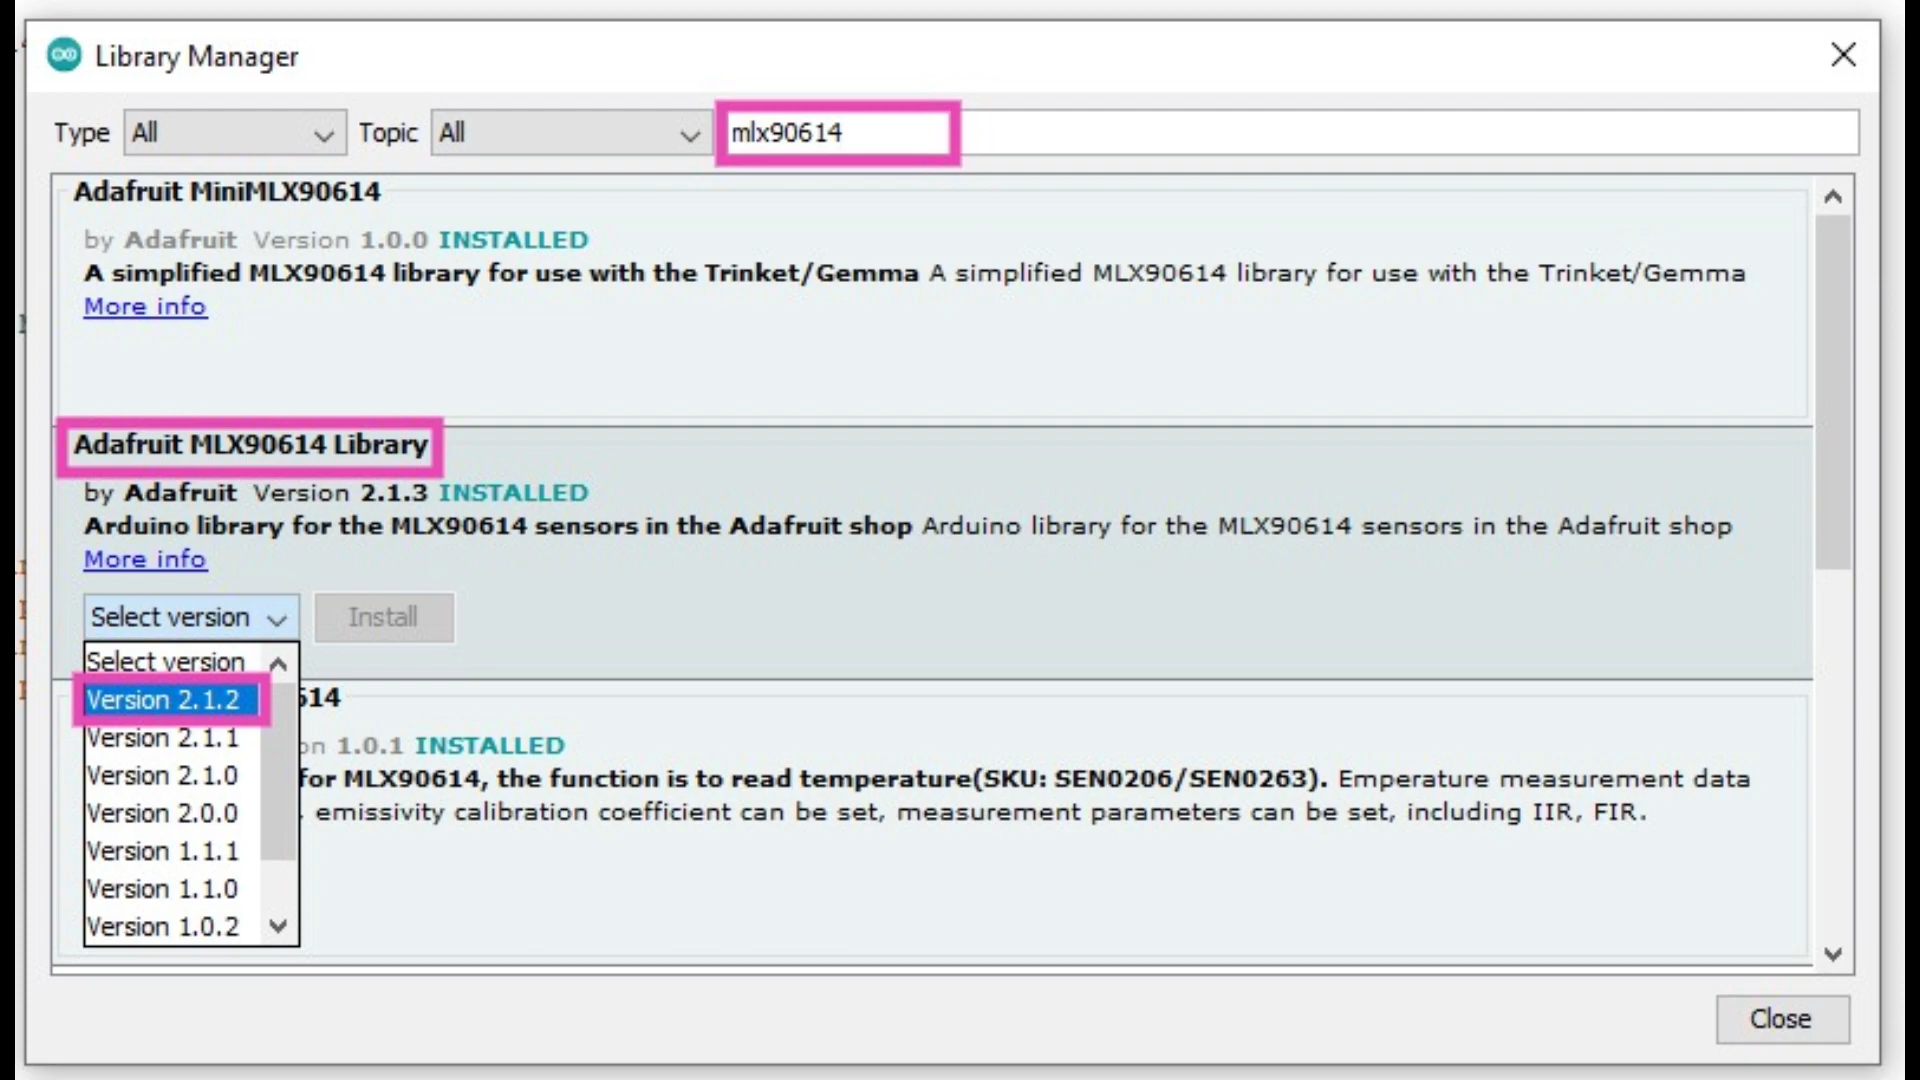 Library Manager
Type All Topic All mlx90614
Adafruit MiniMLX90614
by Adafruit Version 1.0.0 INSTALLED
A simplified MLX90614 library for use with the Trinket/Gemma A simplified MLX90614 library for use with the Trinket/Gemma
More info
Adafruit MLX90614 Library
by Adafruit Version 2.1.3 INSTALLED
Arduino library for the MLX90614 sensors in the Adafruit shop Arduino library for the MLX90614 sensors in the Adafruit shop
More info
Select version Install
Select version
Version 2.1.2
Version 2.1.1
Version 2.1.0
Version 2.0.0
Version 1.1.1
Version 1.1.0
Version 1.0.2
614
on 1.0.1 INSTALLED
for MLX90614, the function is to read temperature(SKU: SEN0206/SEN0263). Emperature measurement data
emissivity calibration coefficient can be set, measurement parameters can be set, including IIR, FIR.
Close